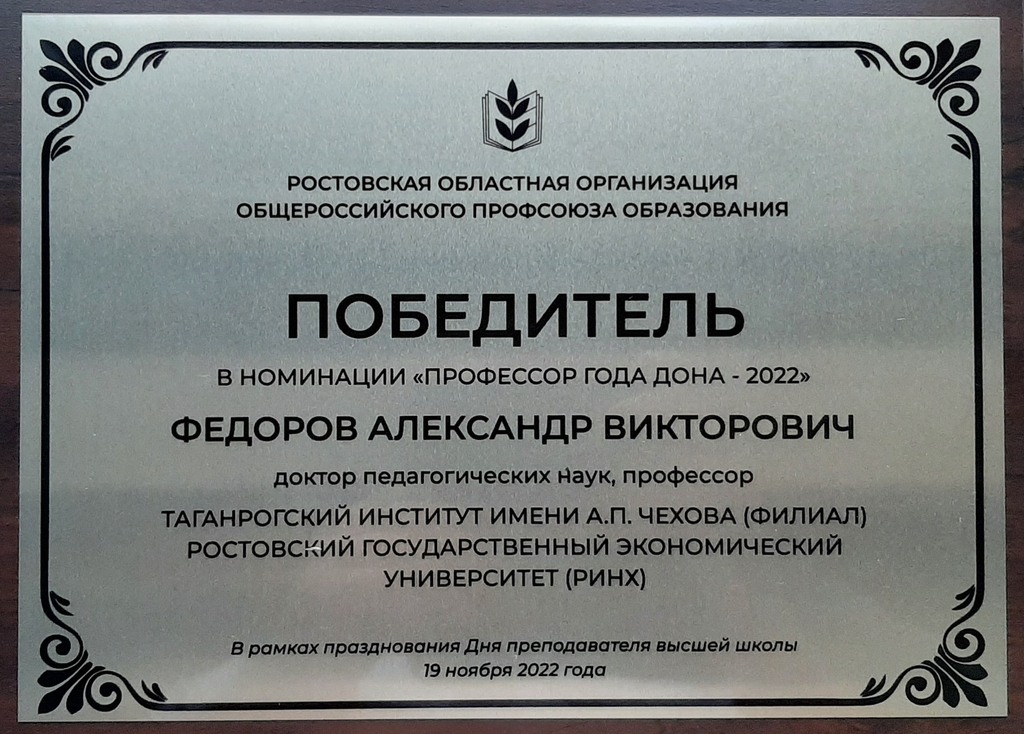 РОСТОВСКАЯ ОБЛАСТНАЯ ОРГАНИЗАЦИЯ
ОБЩЕРОССИЙСКОГО ПРОФСОЮЗА ОБРАЗОВАНИЯ
ПОБЕДИТЕЛЬ
В НОМИНАЦИИ «ПРОФЕССОР ГОДА ДОНА - 2022»
ФЕДОРОВ АЛЕКСАНДР ВИКТОРОВИЧ
доктор педагогических наук, профессор
ТАГАНРОГСКИЙ ИНСТИТУТ ИМЕНИ А.П. ЧЕХОВА (ФИЛИАЛ)
РОСТОВСКИЙ ГОСУДАРСТВЕННЫЙ ЭКОНОМИЧЕСКИЙ
УНИВЕРСИТЕТ (РИНХ)
В рамках празднования Дня преподавателя высшей школы
19 ноября 2022 года